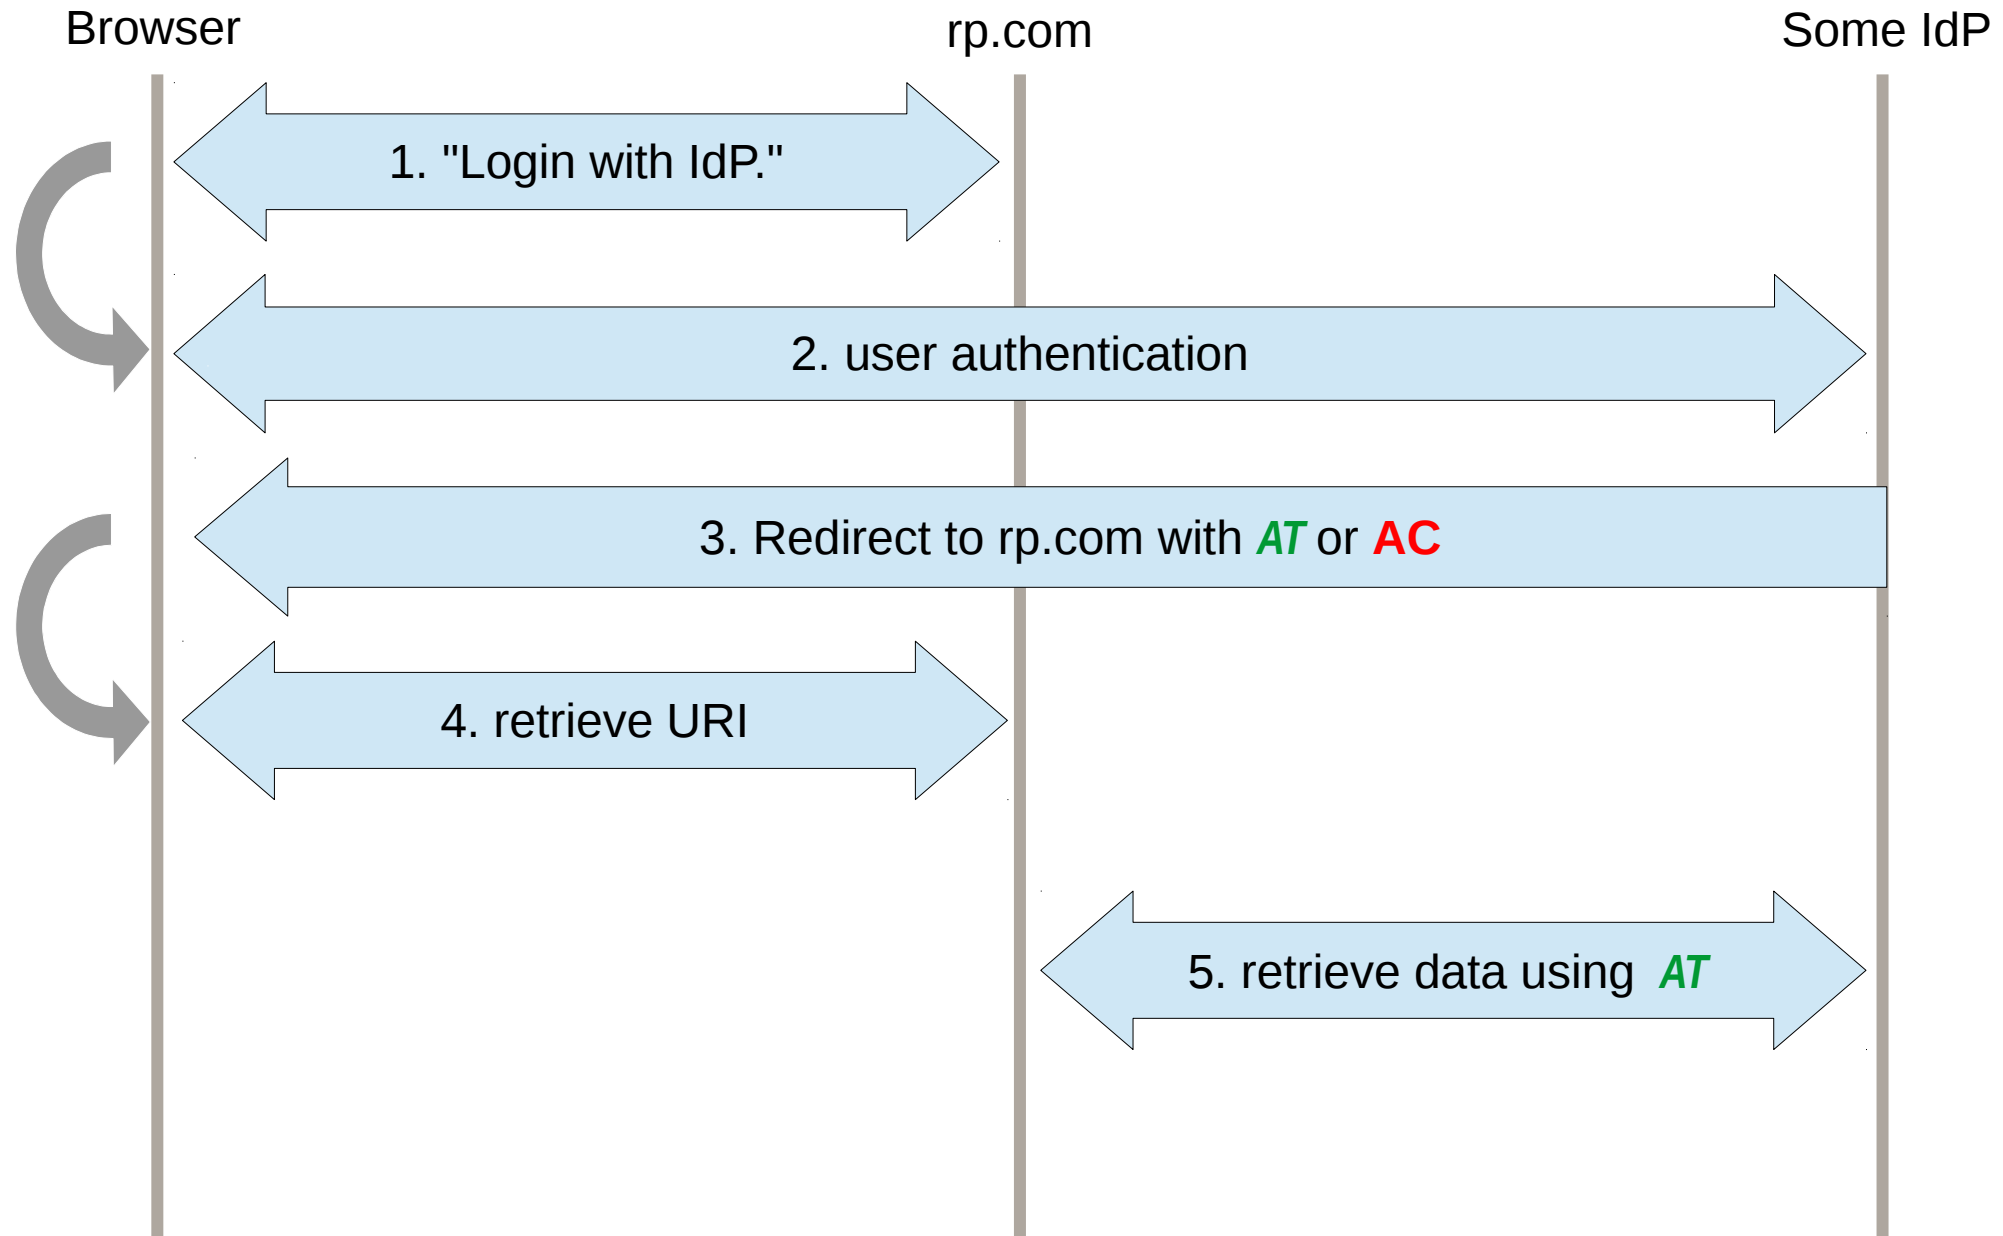 Browser
rp.com
Some IdP
1. "Login with IdP."
2. user authentication
3. Redirect to rp.com with AT or AC
4. retrieve URI
5. retrieve data using AT